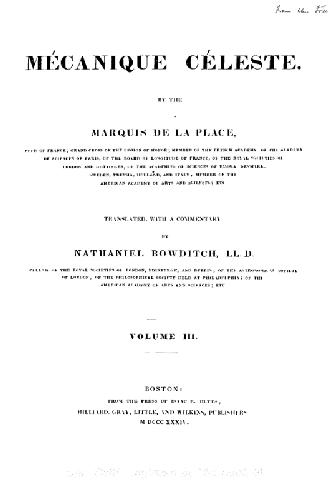 MÉCANIQUE CÉLESTE.
BY THE
MARQUIS DE LA PLACE,
PEER OF FRANCE; GRAND CROSS OF THE LEGION OF HONOR; MEMBER OF THE FRENCH ACADEMY, OF THE ACADEMY
OF SCIENCES OF PARIS, OF THE BOARD OF LONGITUDE OF FRANCE, OF THE ROYAL SOCIETIES OF
LONDON AND GÖTTINGEN, OF THE ACADEMIES OF SCIENCES OF RUSSIA, DENMARK,
SWEDEN, PRUSSIA, HOLLAND, AND ITALY; MEMBER OF THE
AMERICAN ACADEMY OF ARTS AND SCIENCES; ETC.
TRANSLATED, WITH A COMMENTARY,
BY
NATHANIEL BOWDITCH, LL.D.
FELLOW OF THE ROYAL SOCIETIES OF LONDON, EDINBURGH, AND DUBLIN; OF THE ASTRONOMICAL SOCIETY
OF LONDON; OF THE PHILOSOPHICAL SOCIETY HELD AT PHILADELPHIA; OF THE
AMERICAN ACADEMY OF ARTS AND SCIENCES; ETC.
VOLUME III.
BOSTON:
FROM THE PRESS OF ISAAC R. BUTTS;
HILLIARD, GRAY, LITTLE, AND WILKINS, PUBLISHERS.
M DCCC XXXIV.